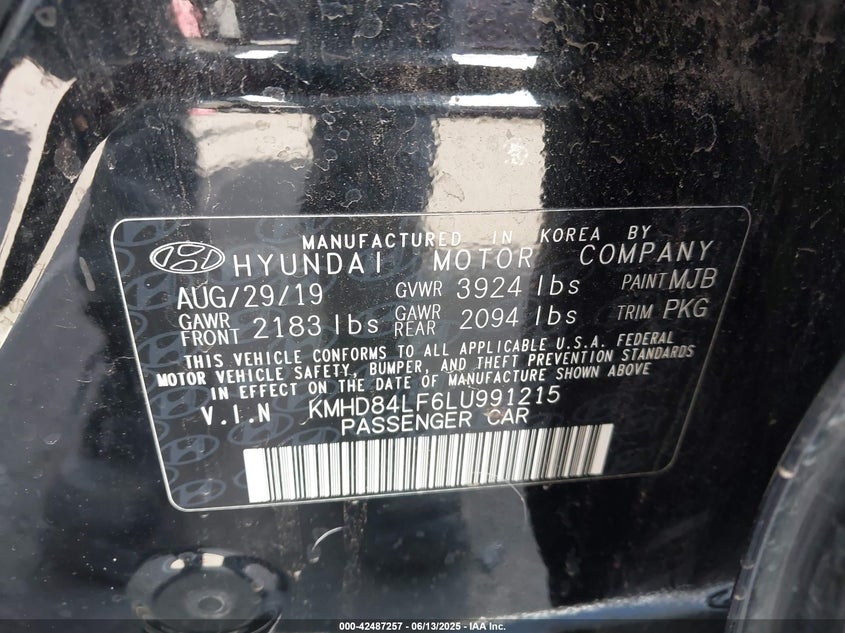 MANUFACTURED IN KOREA BY
HYUNDAI MOTOR COMPANY
AUG/29/19 GVWR 3924 lbs PAINT MJB
GAWR FRONT 2183 lbs GAWR REAR 2094 lbs TRIM PKG
THIS VEHICLE CONFORMS TO ALL APPLICABLE U.S.A. FEDERAL
MOTOR VEHICLE SAFETY, BUMPER, AND THEFT PREVENTION STANDARDS
IN EFFECT ON THE DATE OF MANUFACTURE SHOWN ABOVE
V.I.N KMHD84LF6LU991215
PASSENGER CAR
000-42487257 - 06/13/2025 - IAA Inc.